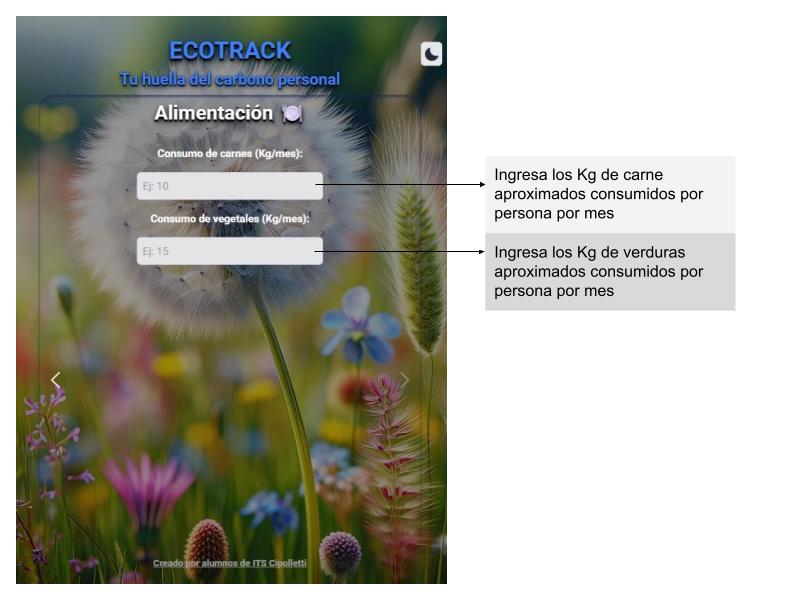 ECOTRACK
Tu huella del carbono personal
Alimentación 🍽️
Consumo de carnes (Kg/mes):
Ej: 10
Consumo de vegetales (Kg/mes):
Ej: 15
Creado por alumnos de ITS Cipolletti
Ingresa los Kg de carne
aproximados consumidos por
persona por mes
Ingresa los Kg de verduras
aproximados consumidos por
persona por mes